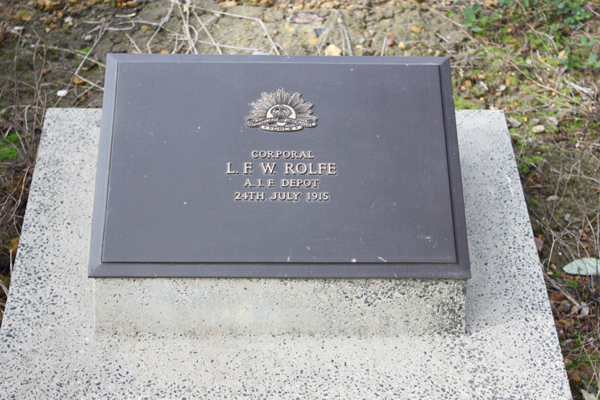 CORPORAL
L. F. W. ROLFE
A. I. F. DEPOT
24TH JULY 1915